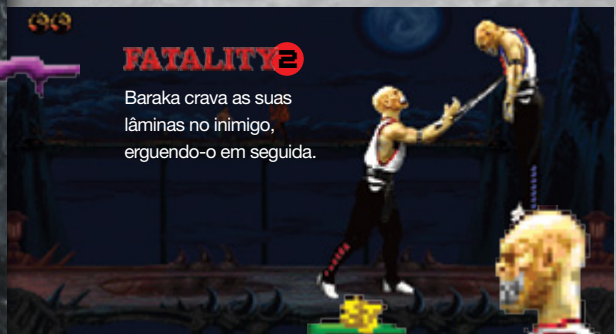 FATALITY 2
Baraka crava as suas
lâminas no inimigo,
erguendo-o em seguida.